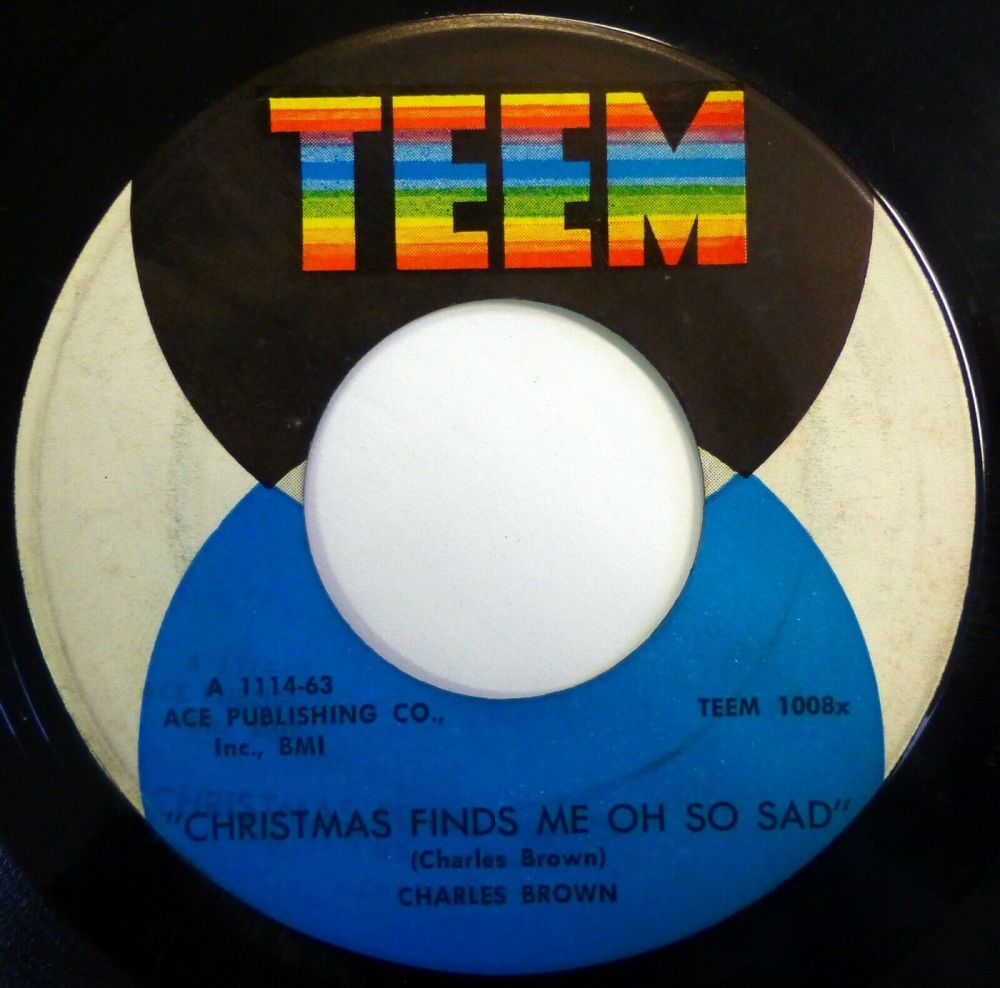 TEEM
A 1114-63
ACE PUBLISHING CO.,
Inc., BMI
TEEM 1008x
"CHRISTMAS FINDS ME OH SO SAD"
(Charles Brown)
CHARLES BROWN